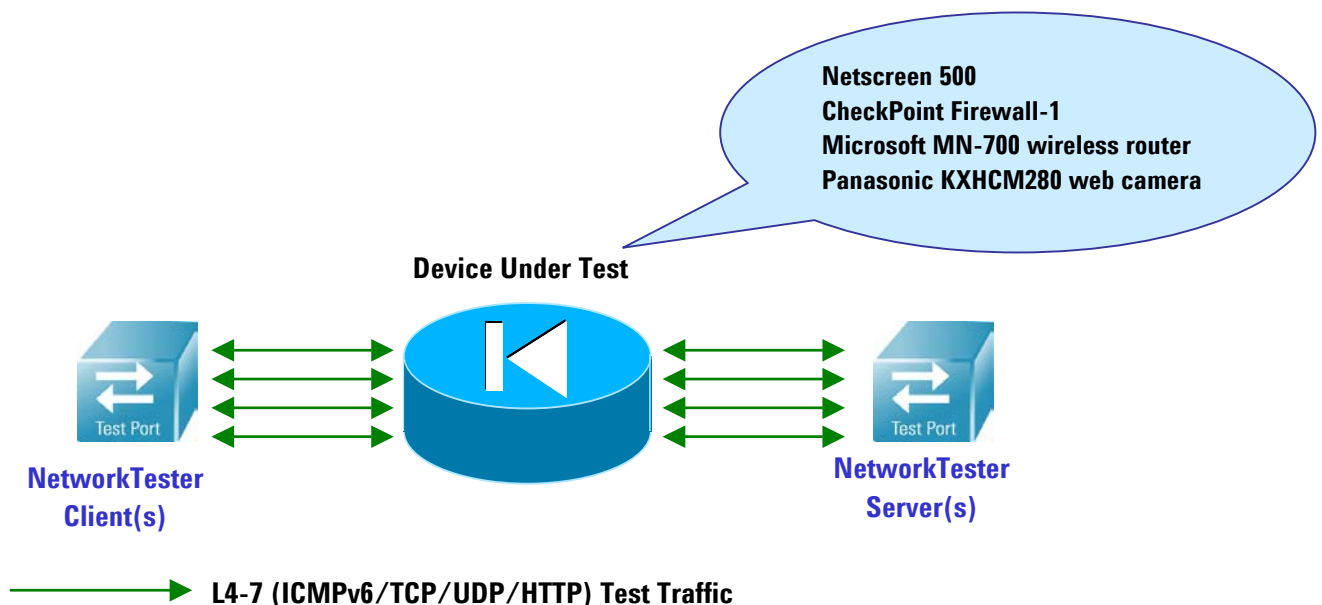 Netscreen 500
CheckPoint Firewall-1
Microsoft MN-700 wireless router
Panasonic KXHCM280 web camera
Device Under Test
Test Port
Test Port
NetworkTester
Client(s)
NetworkTester
Server(s)
L4-7 (ICMPv6/TCP/UDP/HTTP) Test Traffic